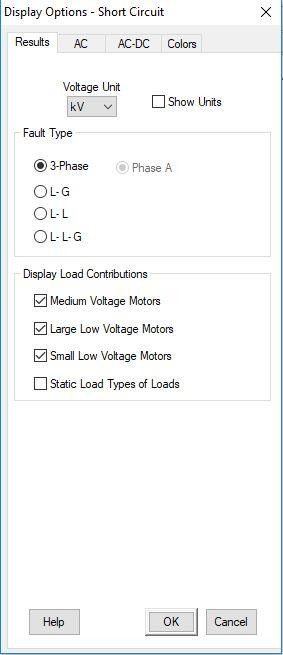 Display Options - Short Circuit
Results AC AC-DC Colors
Voltage Unit
kV Show Units
Fault Type
3-Phase Phase A
L- G
L- L
L- L- G
Display Load Contributions
Medium Voltage Motors
Large Low Voltage Motors
Small Low Voltage Motors
Static Load Types of Loads
Help OK Cancel